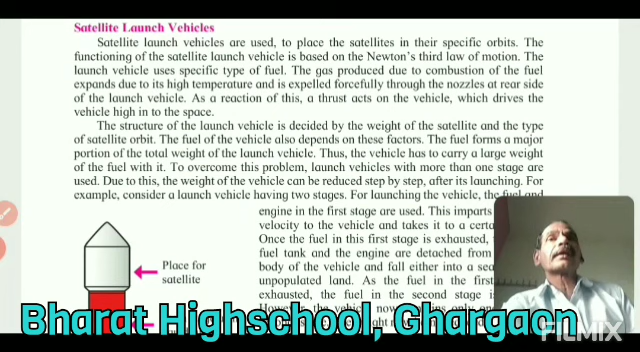 Satellite Launch Vehicles
Satellite launch vehicles are used, to place the satellites in their specific orbits. The
functioning of the satellite launch vehicle is based on the Newton's third law of motion. The
launch vehicle uses specific type of fuel. The gas produced due to combustion of the fuel
expands due to its high temperature and is expelled forcefully through the nozzles at rear side
of the launch vehicle. As a reaction of this, a thrust acts on the vehicle, which drives the
vehicle high in to the space.
The structure of the launch vehicle is decided by the weight of the satellite and the type
of satellite orbit. The fuel of the vehicle also depends on these factors. The fuel forms a major
portion of the total weight of the launch vehicle. Thus, the vehicle has to carry a large weight
of the fuel with it. To overcome this problem, launch vehicles with more than one stage are
used. Due to this, the weight of the vehicle can be reduced step by step, after its launching. For
example, consider a launch vehicle having two stages. For launching the vehicle, the fuel and
engine in the first stage are used. This imparts
velocity to the vehicle and takes it to a
Once the fuel in this first stage is exhausted,
fuel tank and the engine are detached from
body of the vehicle and fall either into a sea
unpopulated land. As the fuel in the first
exhausted, the fuel in the second stage
Place for
satellite
However, the vehicle now
Bharat Highschool, Ghargaon
FILMIX